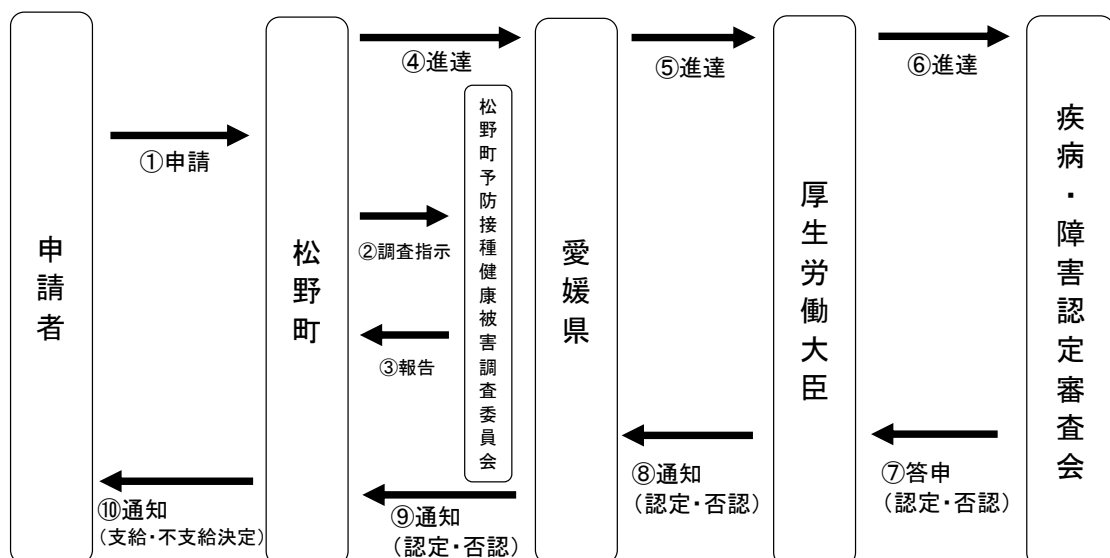 申請者
①申請
⑩通知
(支給・不支給決定)
松野町
④進達
②調査指示
③報告
松野町予防接種健康被害調査委員会
⑨通知
(認定・否認)
愛媛県
⑤進達
⑧通知
(認定・否認)
厚生労働大臣
⑥進達
⑦答申
(認定・否認)
疾病・障害認定審査会